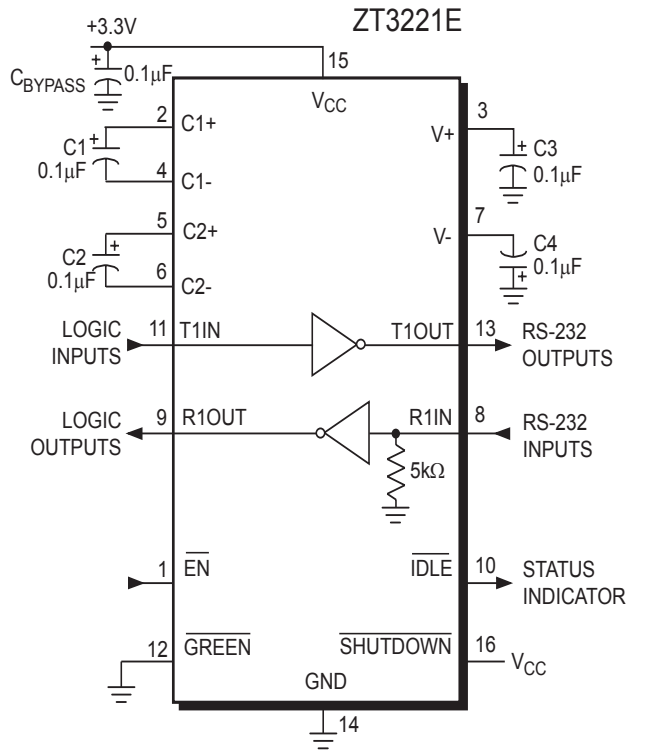 ZT3221E
+3.3V
15
+
C_BYPASS
0.1µF
V_CC
2
C1+
3
V+
C1
+
0.1µF
+
C3
0.1µF
4
C1-
5
C2+
7
V-
C2
+
0.1µF
C4
0.1µF
+
6
C2-
LOGIC
INPUTS
11
T1IN
T1OUT
13
RS-232
OUTPUTS
LOGIC
OUTPUTS
9
R1OUT
R1IN
8
RS-232
INPUTS
5kΩ
1
EN
IDLE
10
STATUS
INDICATOR
12
GREEN
SHUTDOWN
16
V_CC
GND
14